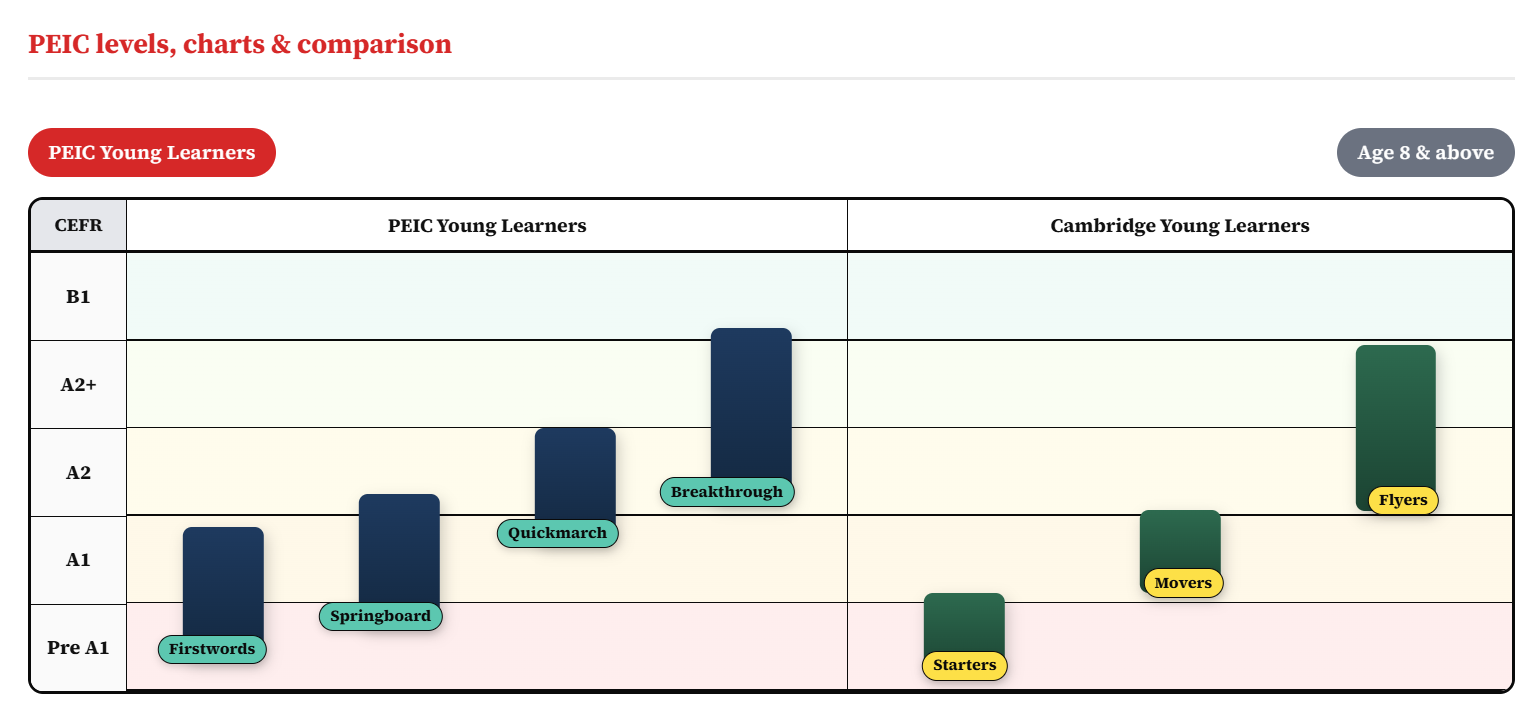 PEIC levels, charts & comparison
PEIC Young Learners
Age 8 & above
CEFR
PEIC Young Learners
Cambridge Young Learners
B1
A2+
A2
A1
Pre A1
Breakthrough
Quickmarch
Springboard
Firstwords
Flyers
Movers
Starters